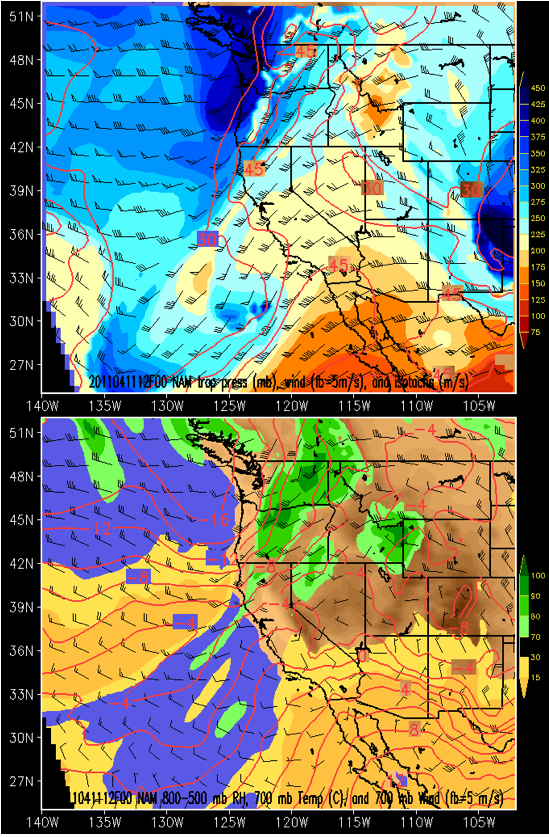 51N
48N
45N
42N
39N
36N
33N
30N
27N
45
45
30
30
30
45
45
450
425
400
375
350
325
300
275
250
225
200
175
150
125
100
75
2011041112F00 NAM trop press (mb), wind (fb=5m/s), and isotachs (m/s)
140W 135W 130W 125W 120W 115W 110W 105W
51N
48N
45N
42N
39N
36N
33N
30N
27N
-4
-16
-12
-8
-8
-4
-4
-4
4
8
100
90
80
70
30
15
1041112F00 NAM 800-500 mb RH, 700 mb Temp (C), and 700 mb Wind (fb=5 m/s)
140W 135W 130W 125W 120W 115W 110W 105W